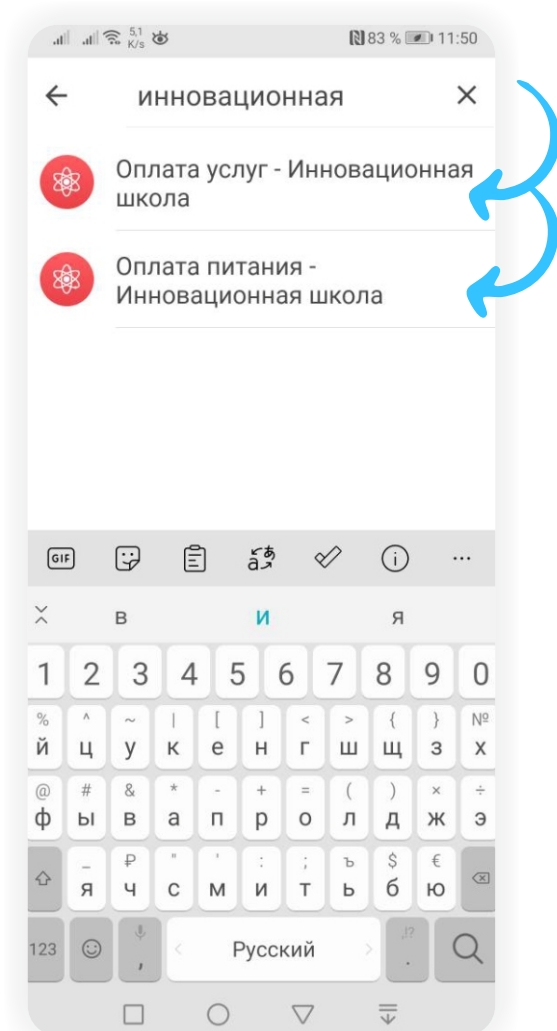 5,1
K/s
83 % 11:50
инновационная
Оплата услуг - Инновационная
школа
Оплата питания -
Инновационная школа
GIF
в и я
1 2 3 4 5 6 7 8 9 0
% ^ ~ | [ ] < > { } №
й ц у к е н г ш щ з х
@ # & * - + = ( ) × ÷
ф ы в а п р о л д ж э
_ ₽ " ' : ; ъ $ €
я ч с м и т ь б ю
123 , Русский .
,!?